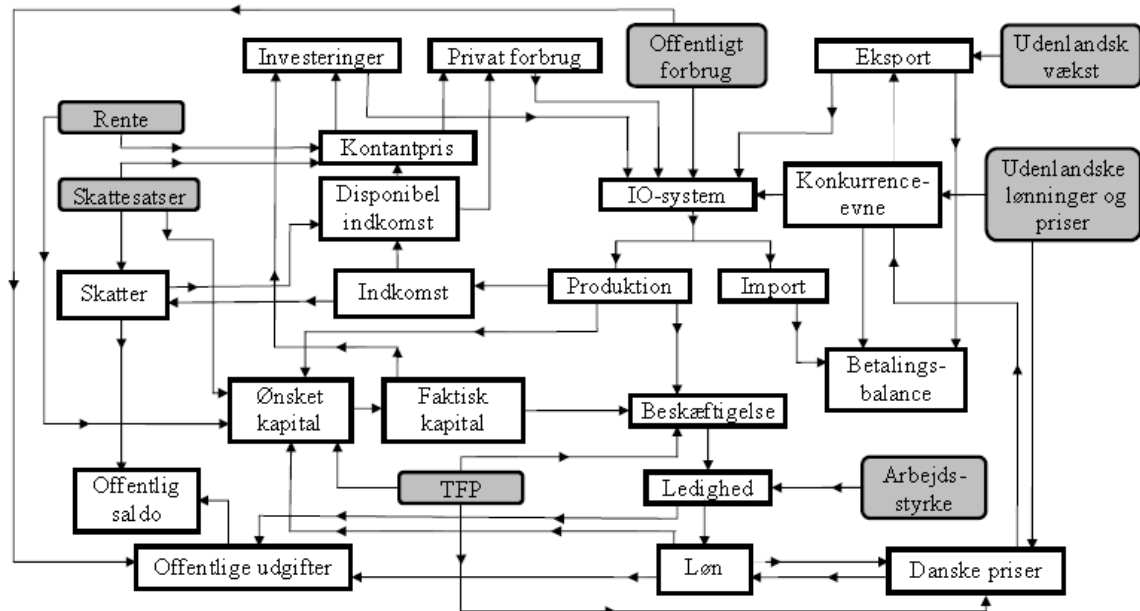 Investeringer
Privat forbrug
Offentligt
forbrug
Eksport
Udenlandsk
vækst
Rente
Kontantpris
Skattesatser
Disponibel
indkomst
IO-system
Konkurrence-
evne
Udenlandske
lønninger og
priser
Skatter
Indkomst
Produktion
Import
Betalings-
balance
Ønsket
kapital
Faktisk
kapital
Beskæftigelse
Offentlig
saldo
TFP
Ledighed
Arbejds-
styrke
Offentlige udgifter
Løn
Danske priser